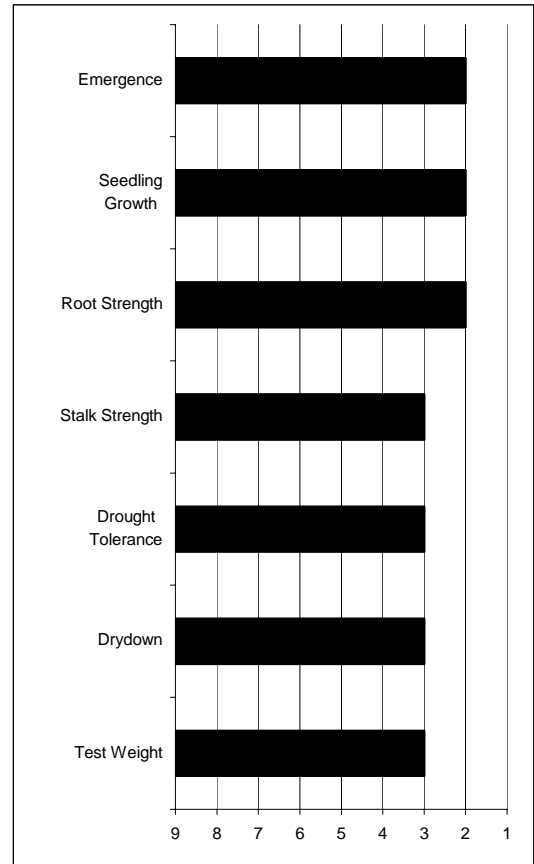 Emergence
Seedling
Growth
Root Strength
Stalk Strength
Drought
Tolerance
Drydown
Test Weight
9 8 7 6 5 4 3 2 1